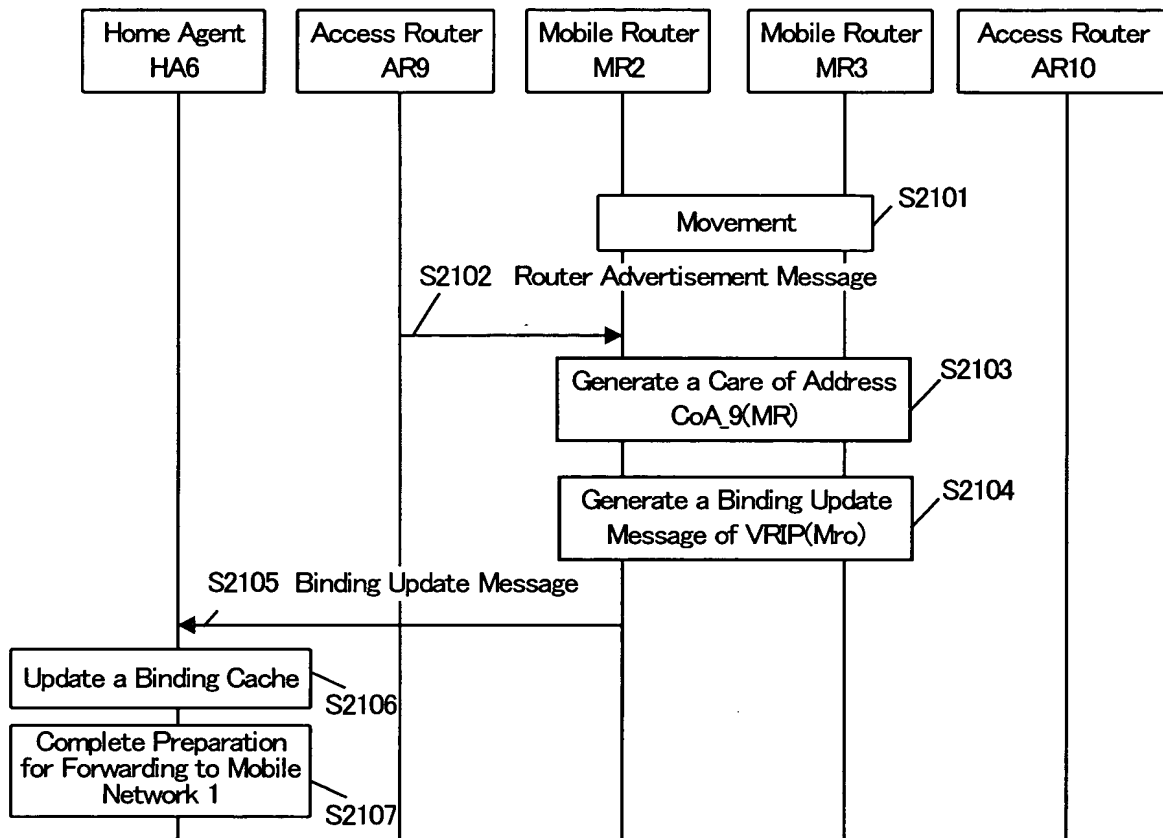 Home Agent
HA6
Access Router
AR9
Mobile Router
MR2
Mobile Router
MR3
Access Router
AR10
S2101
Movement
S2102 Router Advertisement Message
S2103
Generate a Care of Address
CoA_9(MR)
S2104
Generate a Binding Update
Message of VRIP(Mro)
S2105 Binding Update Message
Update a Binding Cache
S2106
Complete Preparation
for Forwarding to Mobile
Network 1
S2107